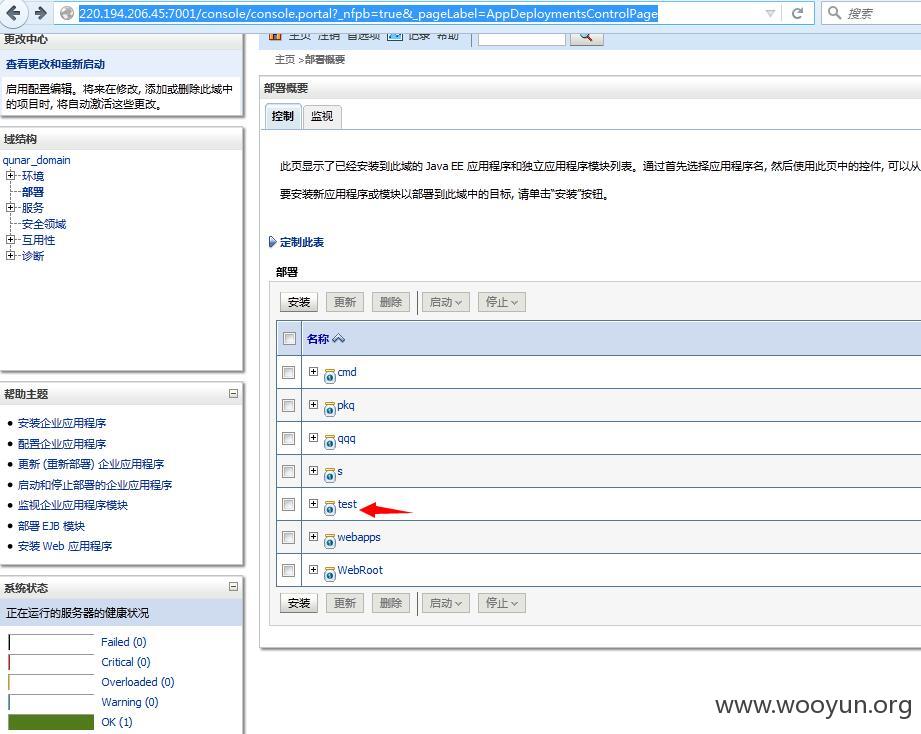 220.194.206.45:7001/console/console.portal?_nfpb=true&_pageLabel=AppDeploymentsControlPage
搜索
更改中心
查看更改和重新启动
启用配置编辑。将来在修改, 添加或删除此域中
的项目时, 将自动激活这些更改。
域结构
qunar_domain
环境
部署
服务
安全领域
互用性
诊断
帮助主题
安装企业应用程序
配置企业应用程序
更新 (重新部署) 企业应用程序
启动和停止部署的企业应用程序
监视企业应用程序模块
部署 EJB 模块
安装 Web 应用程序
系统状态
正在运行的服务器的健康状况
Failed (0)
Critical (0)
Overloaded (0)
Warning (0)
OK (1)
主页 注销 首选项 记录 帮助
主页 >部署概要
部署概要
控制 监视
此页显示了已经安装到此域的 Java EE 应用程序和独立应用程序模块列表。通过首先选择应用程序名, 然后使用此页中的控件, 可以从
要安装新应用程序或模块以部署到此域中的目标, 请单击“安装”按钮。
定制此表
部署
安装 更新 删除 启动 停止
名称
cmd
pkq
qqq
s
test
webapps
WebRoot
安装 更新 删除 启动 停止
www.wooyun.org